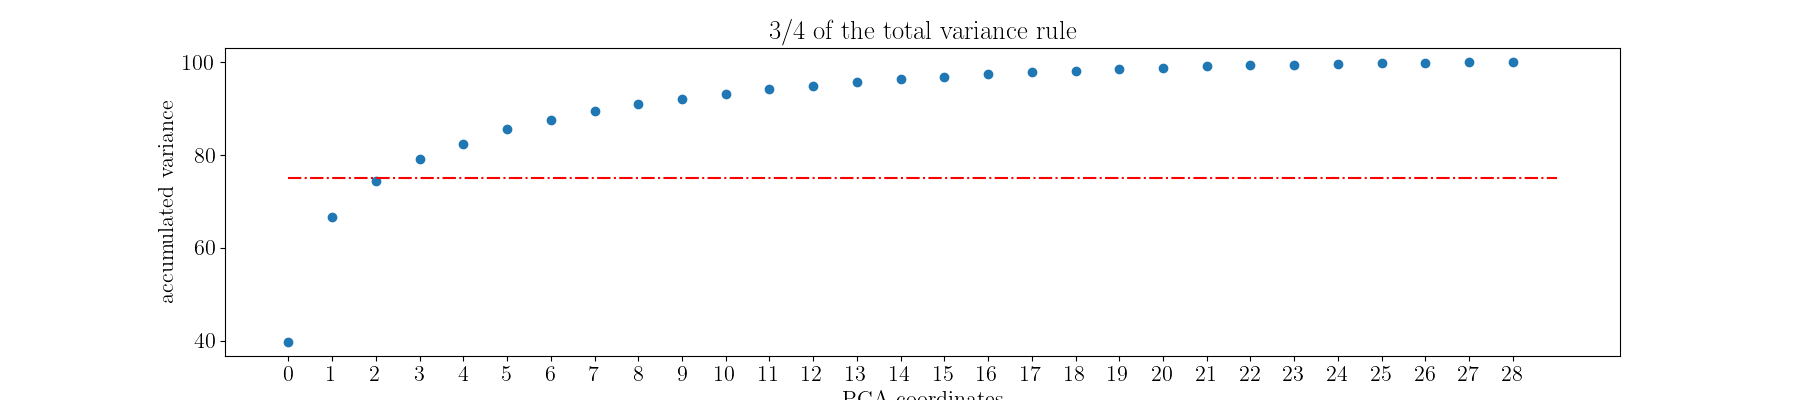 3/4 of the total variance rule
accumulated variance
100
80
60
40
0 1 2 3 4 5 6 7 8 9 10 11 12 13 14 15 16 17 18 19 20 21 22 23 24 25 26 27 28
PCA coordinates